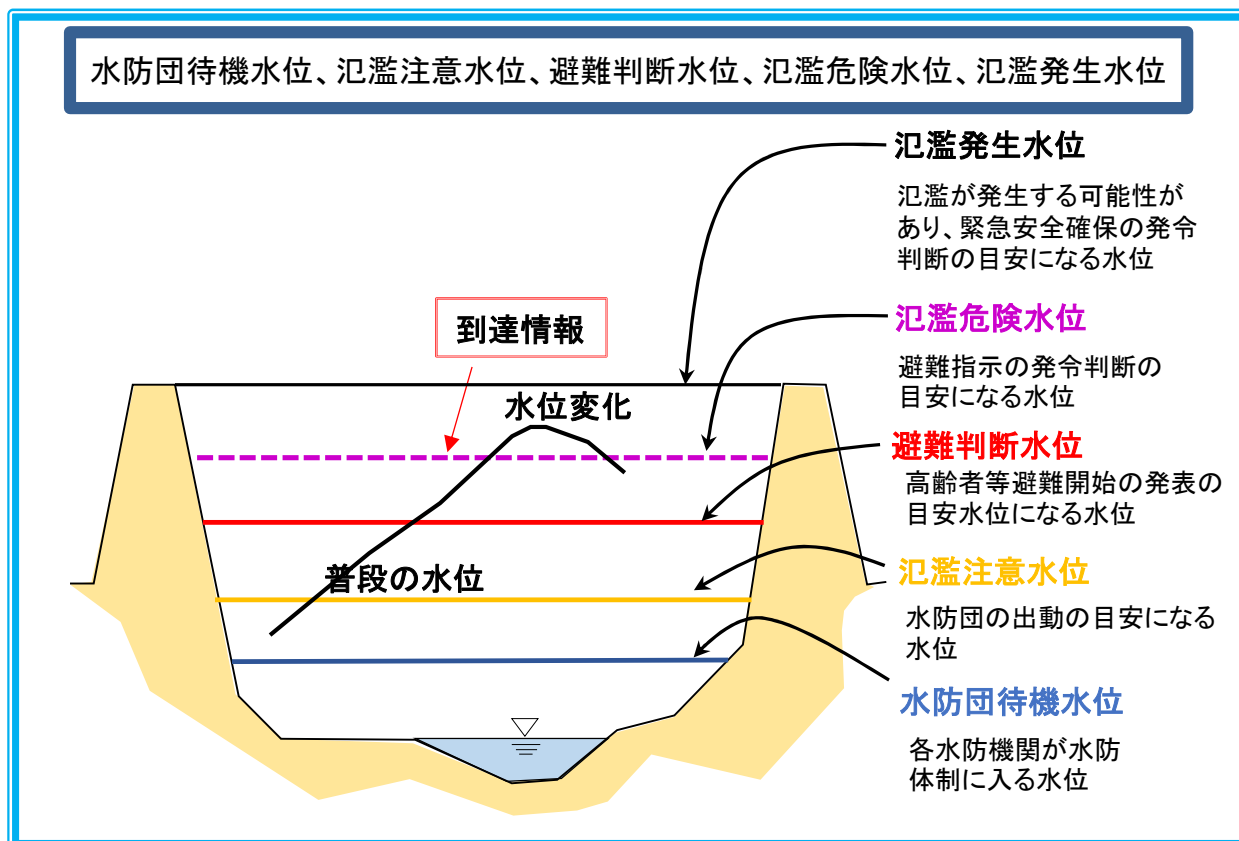 水防団待機水位、氾濫注意水位、避難判断水位、氾濫危険水位、氾濫発生水位
氾濫発生水位
氾濫が発生する可能性が
あり、緊急安全確保の発令
判断の目安になる水位
氾濫危険水位
避難指示の発令判断の
目安になる水位
到達情報
水位変化
避難判断水位
高齢者等避難開始の発表の
目安水位になる水位
普段の水位
氾濫注意水位
水防団の出動の目安になる
水位
水防団待機水位
各水防機関が水防
体制に入る水位